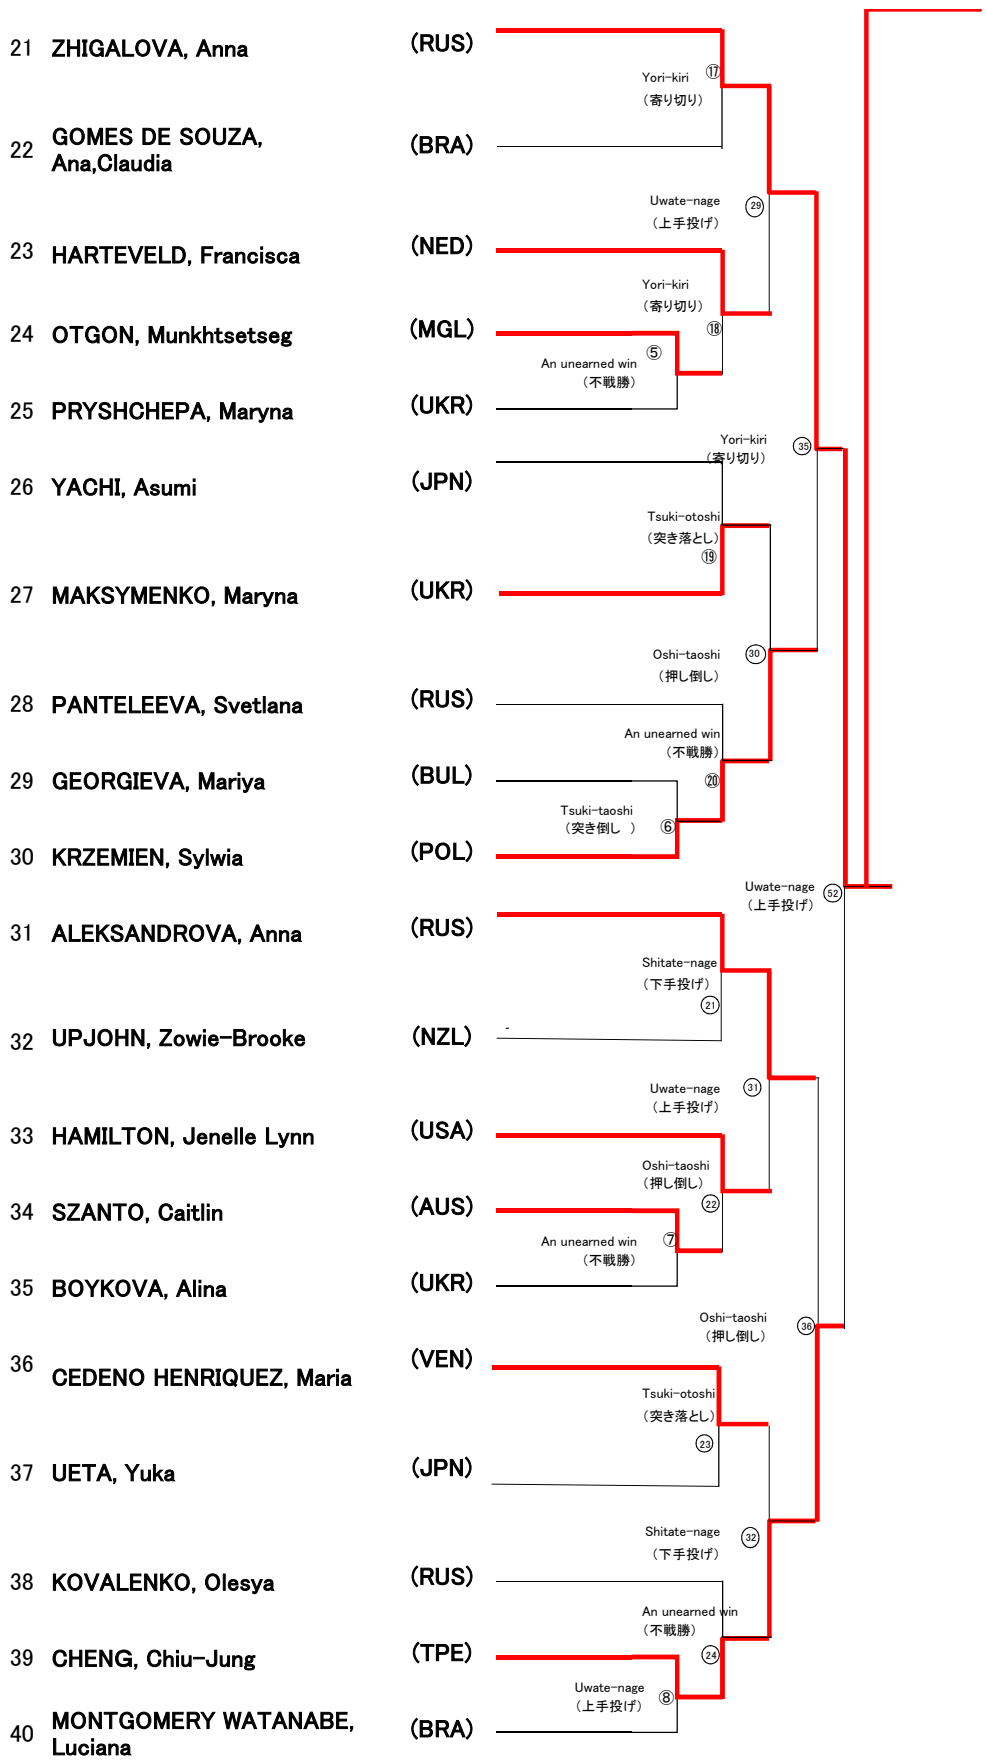 21 ZHIGALOVA, Anna (RUS)
Yori-kiri ⑰
（寄り切り）
22 GOMES DE SOUZA, Ana,Claudia (BRA)
Uwate-nage ㉙
（上手投げ）
23 HARTEVELD, Francisca (NED)
Yori-kiri
（寄り切り） ⑱
24 OTGON, Munkhtsetseg (MGL)
An unearned win ⑤
（不戦勝）
25 PRYSHCHEPA, Maryna (UKR)
Yori-kiri ㉟
（寄り切り）
26 YACHI, Asumi (JPN)
Tsuki-otoshi
（突き落とし）
⑲
27 MAKSYMENKO, Maryna (UKR)
Oshi-taoshi ㉚
（押し倒し）
28 PANTELEEVA, Svetlana (RUS)
An unearned win
（不戦勝）
29 GEORGIEVA, Mariya (BUL) ⑳
Tsuki-taoshi
（突き倒し ） ⑥
30 KRZEMIEN, Sylwia (POL)
Uwate-nage 52
（上手投げ）
31 ALEKSANDROVA, Anna (RUS)
Shitate-nage
（下手投げ）
㉑
32 UPJOHN, Zowie-Brooke (NZL) -
Uwate-nage ㉛
（上手投げ）
33 HAMILTON, Jenelle Lynn (USA)
Oshi-taoshi
（押し倒し）
34 SZANTO, Caitlin (AUS) ㉒
An unearned win ⑦
（不戦勝）
35 BOYKOVA, Alina (UKR)
Oshi-taoshi ㊱
（押し倒し）
36 CEDENO HENRIQUEZ, Maria (VEN)
Tsuki-otoshi
（突き落とし）
㉓
37 UETA, Yuka (JPN)
Shitate-nage ㉜
（下手投げ）
38 KOVALENKO, Olesya (RUS)
An unearned win
（不戦勝）
39 CHENG, Chiu-Jung (TPE) ㉔
Uwate-nage ⑧
（上手投げ）
40 MONTGOMERY WATANABE, Luciana (BRA)